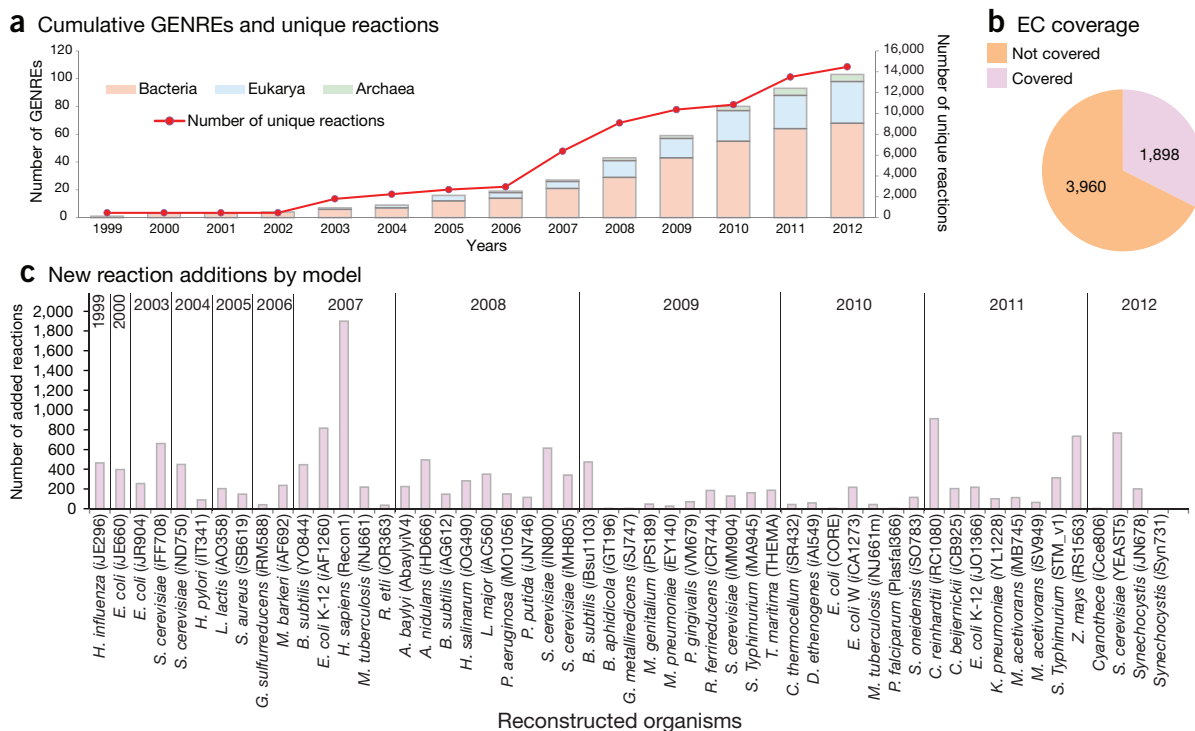 a Cumulative GENREs and unique reactions
120
100
80
60
40
20
0
Number of GENREs
Bacteria
Eukarya
Archaea
Number of unique reactions
16,000
14,000
12,000
10,000
8,000
6,000
4,000
2,000
0
Number of unique reactions
1999
2000
2001
2002
2003
2004
2005
2006
2007
2008
2009
2010
2011
2012
Years
b EC coverage
Not covered
Covered
1,898
3,960
c New reaction additions by model
1999
2000
2003
2004
2005
2006
2007
2008
2009
2010
2011
2012
2,000
1,800
1,600
1,400
1,200
1,000
800
600
400
200
0
Number of added reactions
H. influenza (iJE296)
E. coli (iJE660)
E. coli (iJR904)
S. cerevisiae (iFF708)
S. cerevisiae (iND750)
H. pylori (iIT341)
L. lactis (iAO358)
S. aureus (iSB619)
G. sulfurreducens (iRM588)
M. barkeri (iAF692)
B. subtilis (iYO844)
E. coli K-12 (iAF1260)
H. sapiens (Recon1)
M. tuberculosis (iNJ661)
R. etli (iOR363)
A. baylyi (AbaylyiV4)
A. nidulans (iHD666)
B. subtilis (iAG612)
H. salinarum (iOG490)
L. major (iAC560)
P. aeruginosa (iMO1056)
P. putida (iJN746)
S. cerevisiae (iIN800)
S. cerevisiae (iMH805)
B. subtilis (iBsu1103)
B. aphidicola (iGT196)
G. metallireducens (iSJ747)
M. genitalium (iPS189)
M. pneumoniae (iEY140)
P. gingivalis (iVM679)
R. ferrireducens (iCR744)
S. cerevisiae (iMM904)
S. Typhimurium (iMA945)
T. maritima (THEMA)
C. thermocellum (iSR432)
D. ethenogenes (iAI549)
E. coli (CORE)
E. coli W (iCA1273)
M. tuberculosis (iNJ661m)
P. falciparum (Plasfal366)
S. oneidensis (iSO783)
C. reinhardtii (iRC1080)
C. beijernickii (iCB925)
E. coli K-12 (iJO1366)
K. pneumoniae (iYL1228)
M. acetivorans (iMB745)
M. acetivorans (iSV949)
S. Typhimurium (STM_v1)
Z. mays (iRS1563)
Cyanothece (iCce806)
S. cerevisiae (YEAST5)
Synechocystis (iJN678)
Synechocystis (iSyn731)
Reconstructed organisms